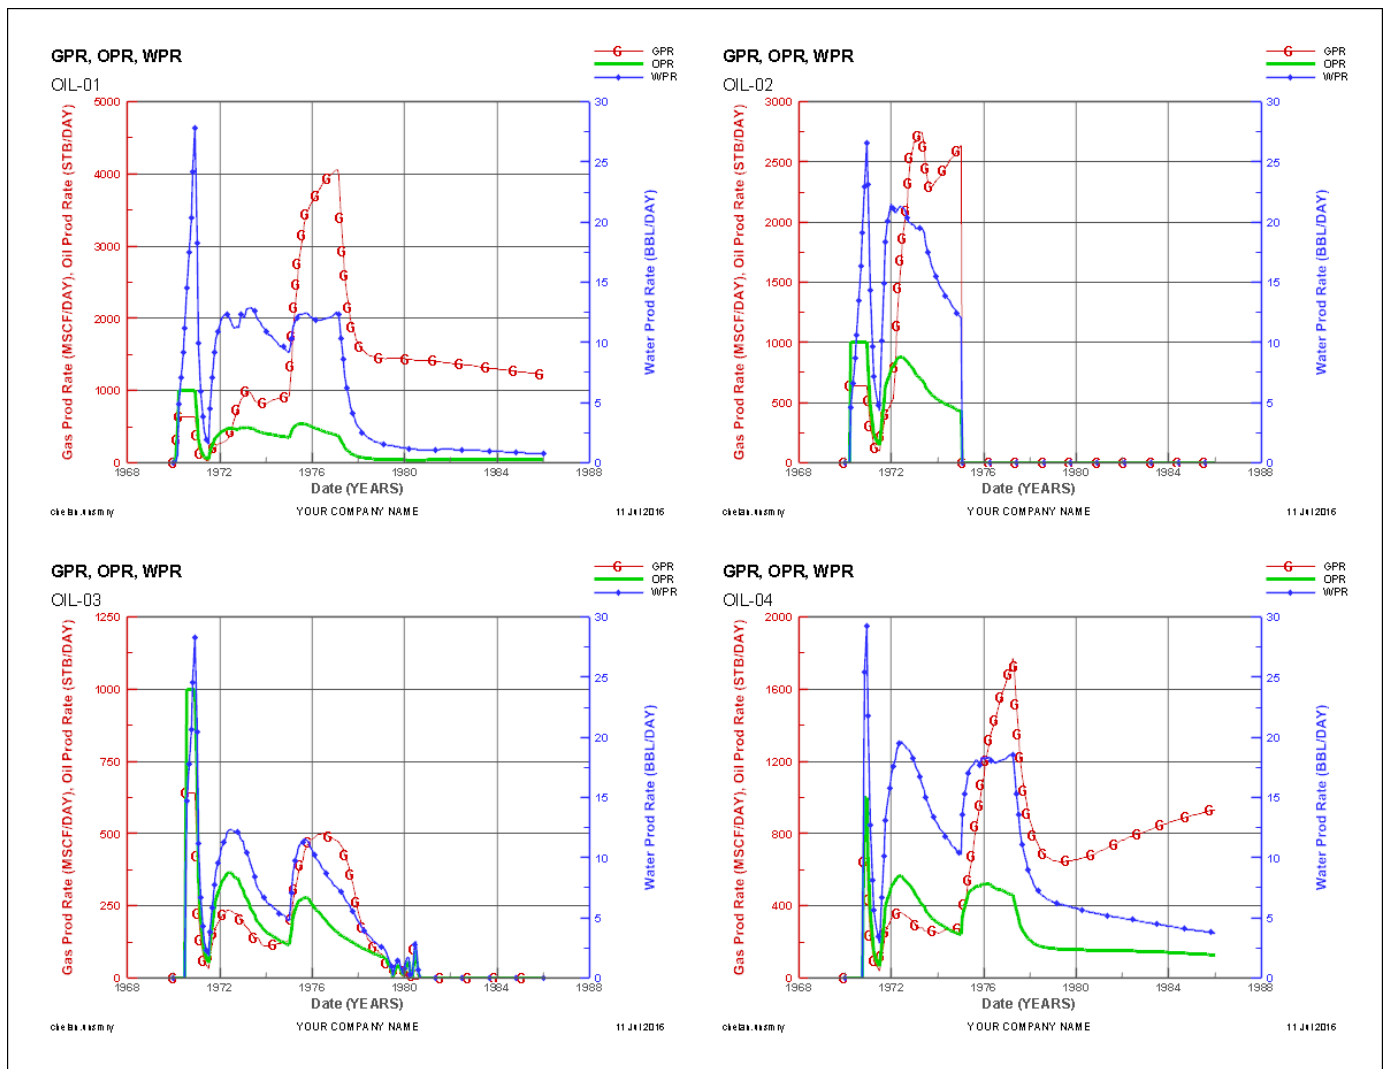 GPR, OPR, WPR
OIL-01
G GPR
OPR
WPR
Gas Prod Rate (MSCF/DAY), Oil Prod Rate (STB/DAY)
5000
4000
3000
2000
1000
0
30
25
20
15
10
5
0
Water Prod Rate (BBL/DAY)
1968 1972 1976 1980 1984 1988
Date (YEARS)
YOUR COMPANY NAME
11 Jul 2016
GPR, OPR, WPR
OIL-02
G GPR
OPR
WPR
Gas Prod Rate (MSCF/DAY), Oil Prod Rate (STB/DAY)
3000
2500
2000
1500
1000
500
0
30
25
20
15
10
5
0
Water Prod Rate (BBL/DAY)
1968 1972 1976 1980 1984 1988
Date (YEARS)
YOUR COMPANY NAME
11 Jul 2016
GPR, OPR, WPR
OIL-03
G GPR
OPR
WPR
Gas Prod Rate (MSCF/DAY), Oil Prod Rate (STB/DAY)
1250
1000
750
500
250
0
30
25
20
15
10
5
0
Water Prod Rate (BBL/DAY)
1968 1972 1976 1980 1984 1988
Date (YEARS)
YOUR COMPANY NAME
11 Jul 2016
GPR, OPR, WPR
OIL-04
G GPR
OPR
WPR
Gas Prod Rate (MSCF/DAY), Oil Prod Rate (STB/DAY)
2000
1600
1200
800
400
0
30
25
20
15
10
5
0
Water Prod Rate (BBL/DAY)
1968 1972 1976 1980 1984 1988
Date (YEARS)
YOUR COMPANY NAME
11 Jul 2016